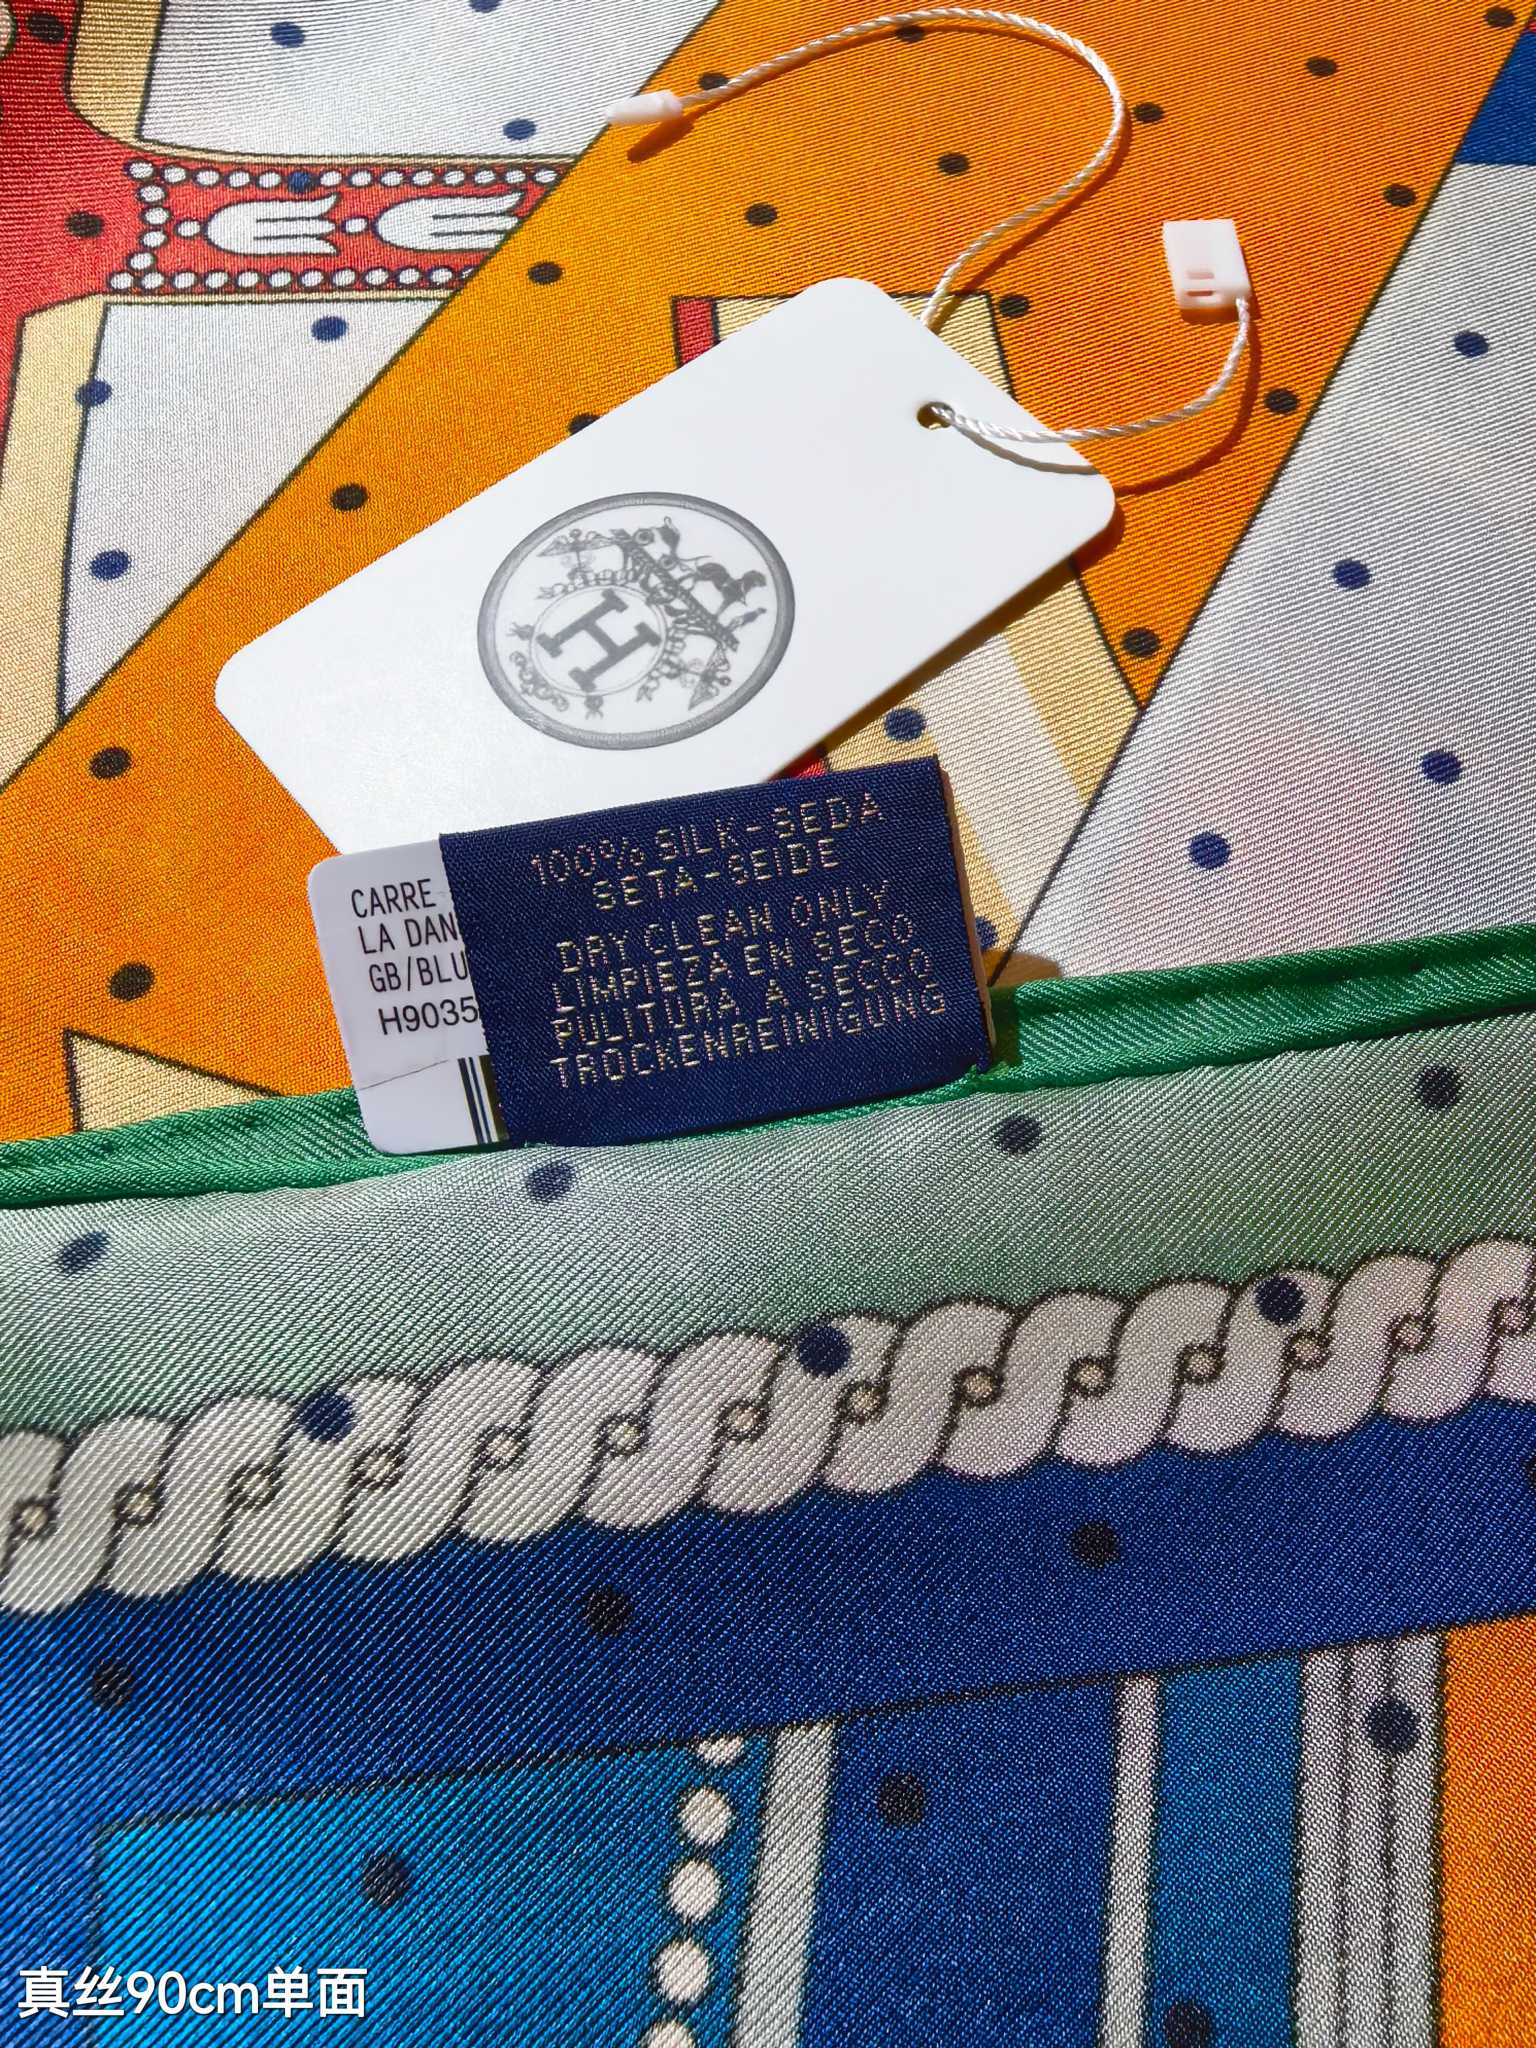 H
CARRE
LA DAN
GB/BLU
H9035
100% SILK-SEDA
SETA-SEIDE
DRY CLEAN ONLY
LIMPIEZA EN SECO
PULITURA A SECCO
TROCKENREINIGUNG
真丝90cm单面